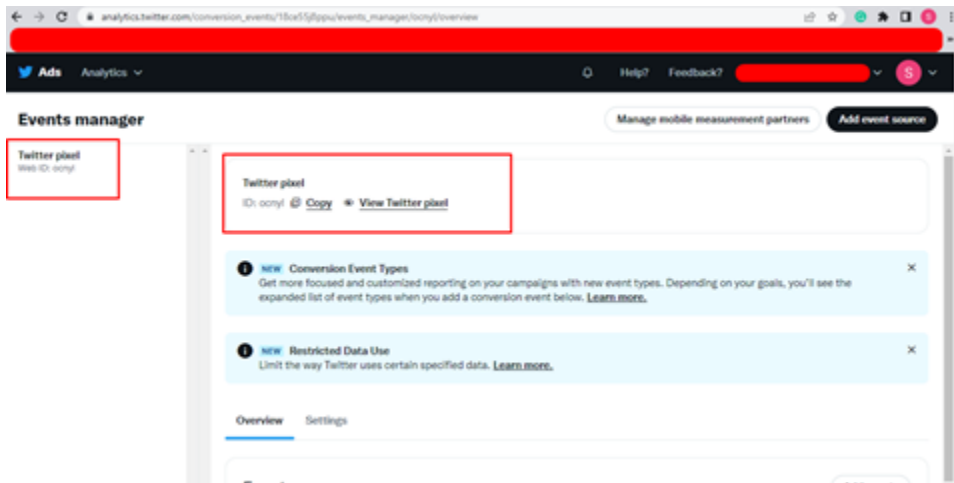 analytics.twitter.com/conversion_events/18ce55j8ppu/events_manager/ocnyl/overview
Ads Analytics Help? Feedback? S
Events manager Manage mobile measurement partners Add event source
Twitter pixel
Web ID: ocnyl
Twitter pixel
ID: ocnyl Copy View Twitter pixel
NEW Conversion Event Types
Get more focused and customized reporting on your campaigns with new event types. Depending on your goals, you'll see the
expanded list of event types when you add a conversion event below. Learn more.
NEW Restricted Data Use
Limit the way Twitter uses certain specified data. Learn more.
Overview Settings